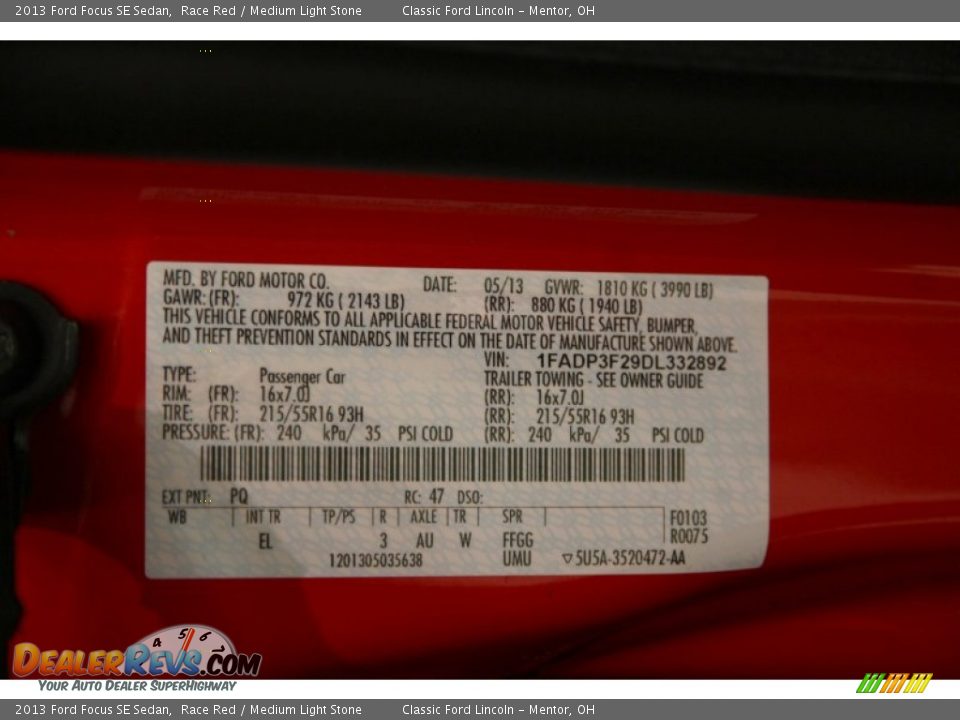 2013 Ford Focus SE Sedan, Race Red / Medium Light Stone Classic Ford Lincoln - Mentor, OH
MFD. BY FORD MOTOR CO. DATE: 05/13 GVWR: 1810 KG ( 3990 LB)
GAWR: (FR): 972 KG ( 2143 LB) (RR): 880 KG ( 1940 LB)
THIS VEHICLE CONFORMS TO ALL APPLICABLE FEDERAL MOTOR VEHICLE SAFETY, BUMPER,
AND THEFT PREVENTION STANDARDS IN EFFECT ON THE DATE OF MANUFACTURE SHOWN ABOVE.
VIN: 1FADP3F29DL332892
TYPE: Passenger Car TRAILER TOWING - SEE OWNER GUIDE
RIM: (FR): 16x7.0J (RR): 16x7.0J
TIRE: (FR): 215/55R16 93H (RR): 215/55R16 93H
PRESSURE: (FR): 240 kPa/ 35 PSI COLD (RR): 240 kPa/ 35 PSI COLD
EXT PNT: PQ RC: 47 DSO:
WB INT TR TP/PS R AXLE TR SPR F0103
EL 3 AU W FFGG R0075
1201305035638 UMU ▽5U5A-3520472-AA
4 5 6
DEALERREVS.COM
YOUR AUTO DEALER SUPERHIGHWAY
2013 Ford Focus SE Sedan, Race Red / Medium Light Stone Classic Ford Lincoln - Mentor, OH